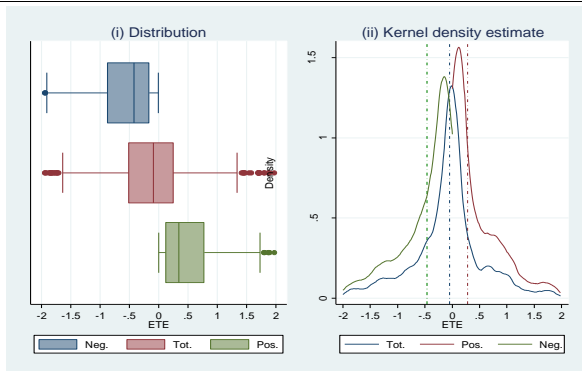 (i) Distribution
-2 -1.5 -1 -.5 0 .5 1 1.5 2
ETE
Neg. Tot. Pos.
(ii) Kernel density estimate
Density
1.5
1
.5
0
-2 -1.5 -1 -.5 0 .5 1 1.5 2
ETE
Tot. Pos. Neg.